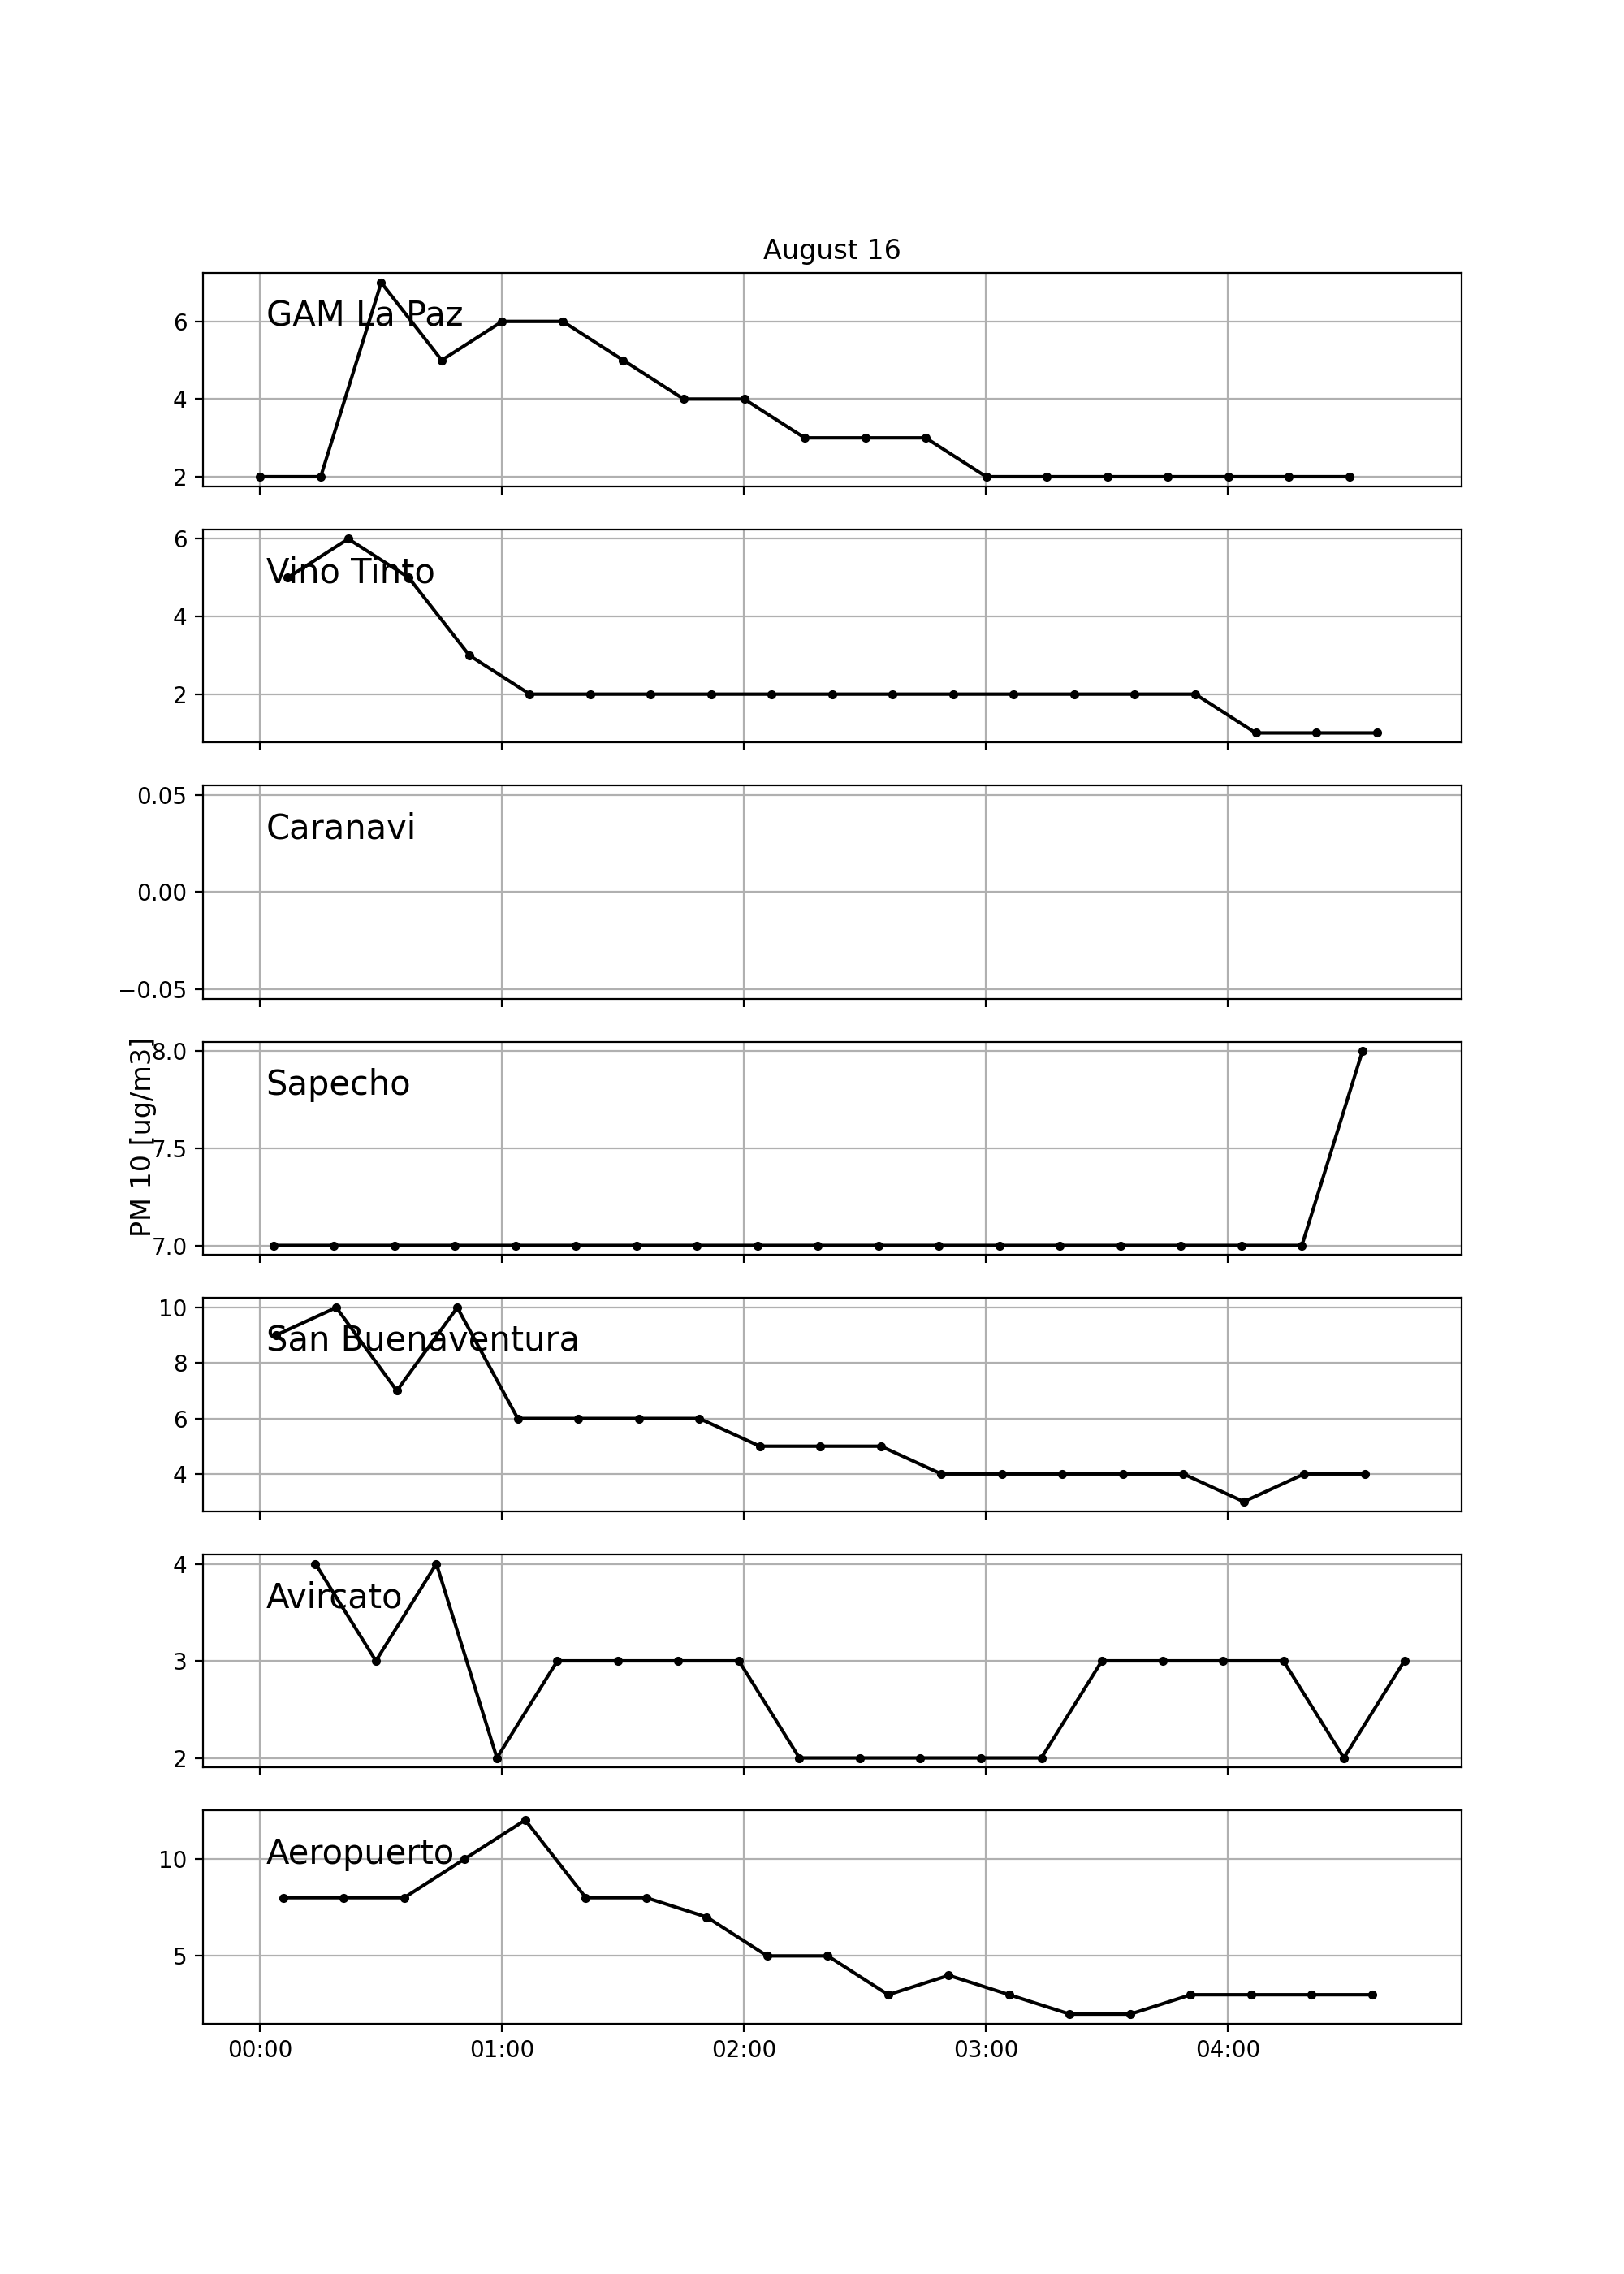 August 16
GAM La Paz
6
4
2
Vino Tinto
6
4
2
Caranavi
0.05
0.00
−0.05
PM 10 [ug/m3]
Sapecho
8.0
7.5
7.0
San Buenaventura
10
8
6
4
Avircato
4
3
2
Aeropuerto
10
5
00:00 01:00 02:00 03:00 04:00